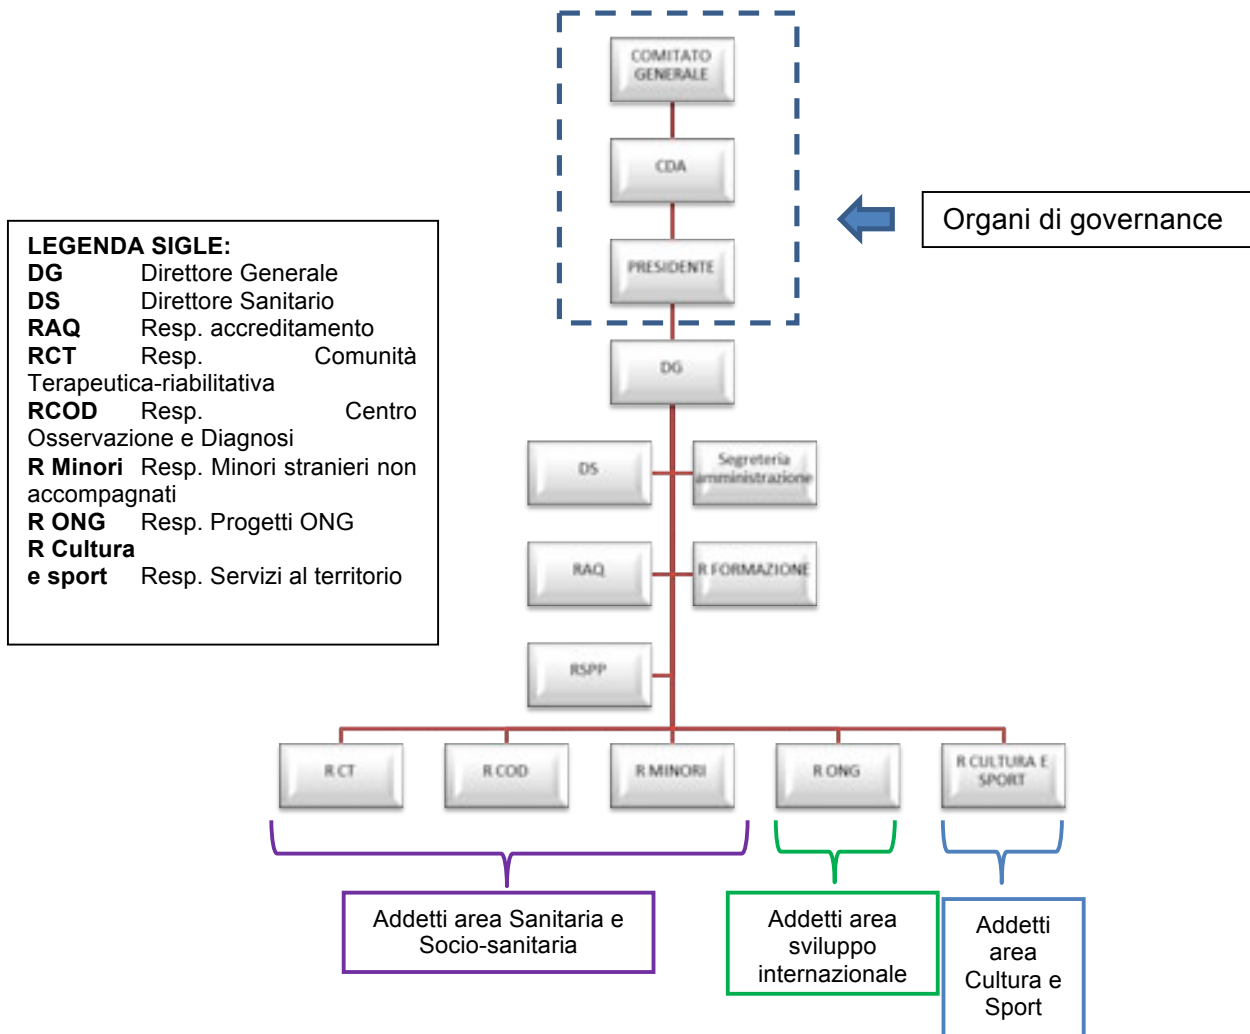 COMITATO
GENERALE
CDA
PRESIDENTE
Organi di governance
LEGENDA SIGLE:
DG Direttore Generale
DS Direttore Sanitario
RAQ Resp. accreditamento
RCT Resp. Comunità
Terapeutica-riabilitativa
RCOD Resp. Centro
Osservazione e Diagnosi
R Minori Resp. Minori stranieri non
accompagnati
R ONG Resp. Progetti ONG
R Cultura
e sport Resp. Servizi al territorio
DG
DS
Segreteria
amministrazione
RAQ
R FORMAZIONE
RSPP
R CT
R COD
R MINORI
R ONG
R CULTURA E
SPORT
Addetti area Sanitaria e
Socio-sanitaria
Addetti area
sviluppo
internazionale
Addetti
area
Cultura e
Sport